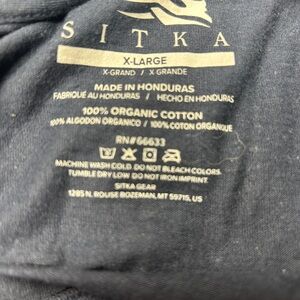 SITKA
X-LARGE
X-GRAND / X GRANDE
MADE IN HONDURAS
FABRIQUÉ AU HONDURAS / HECHO EN HONDURAS
100% ORGANIC COTTON
100% ALGODON ORGANICO / 100% COTON ORGANIQUE
RN#66633
MACHINE WASH COLD. DO NOT BLEACH COLORS.
TUMBLE DRY LOW. DO NOT IRON IMPRINT.
SITKA GEAR
1285 N. ROUSE BOZEMAN, MT 59715, US